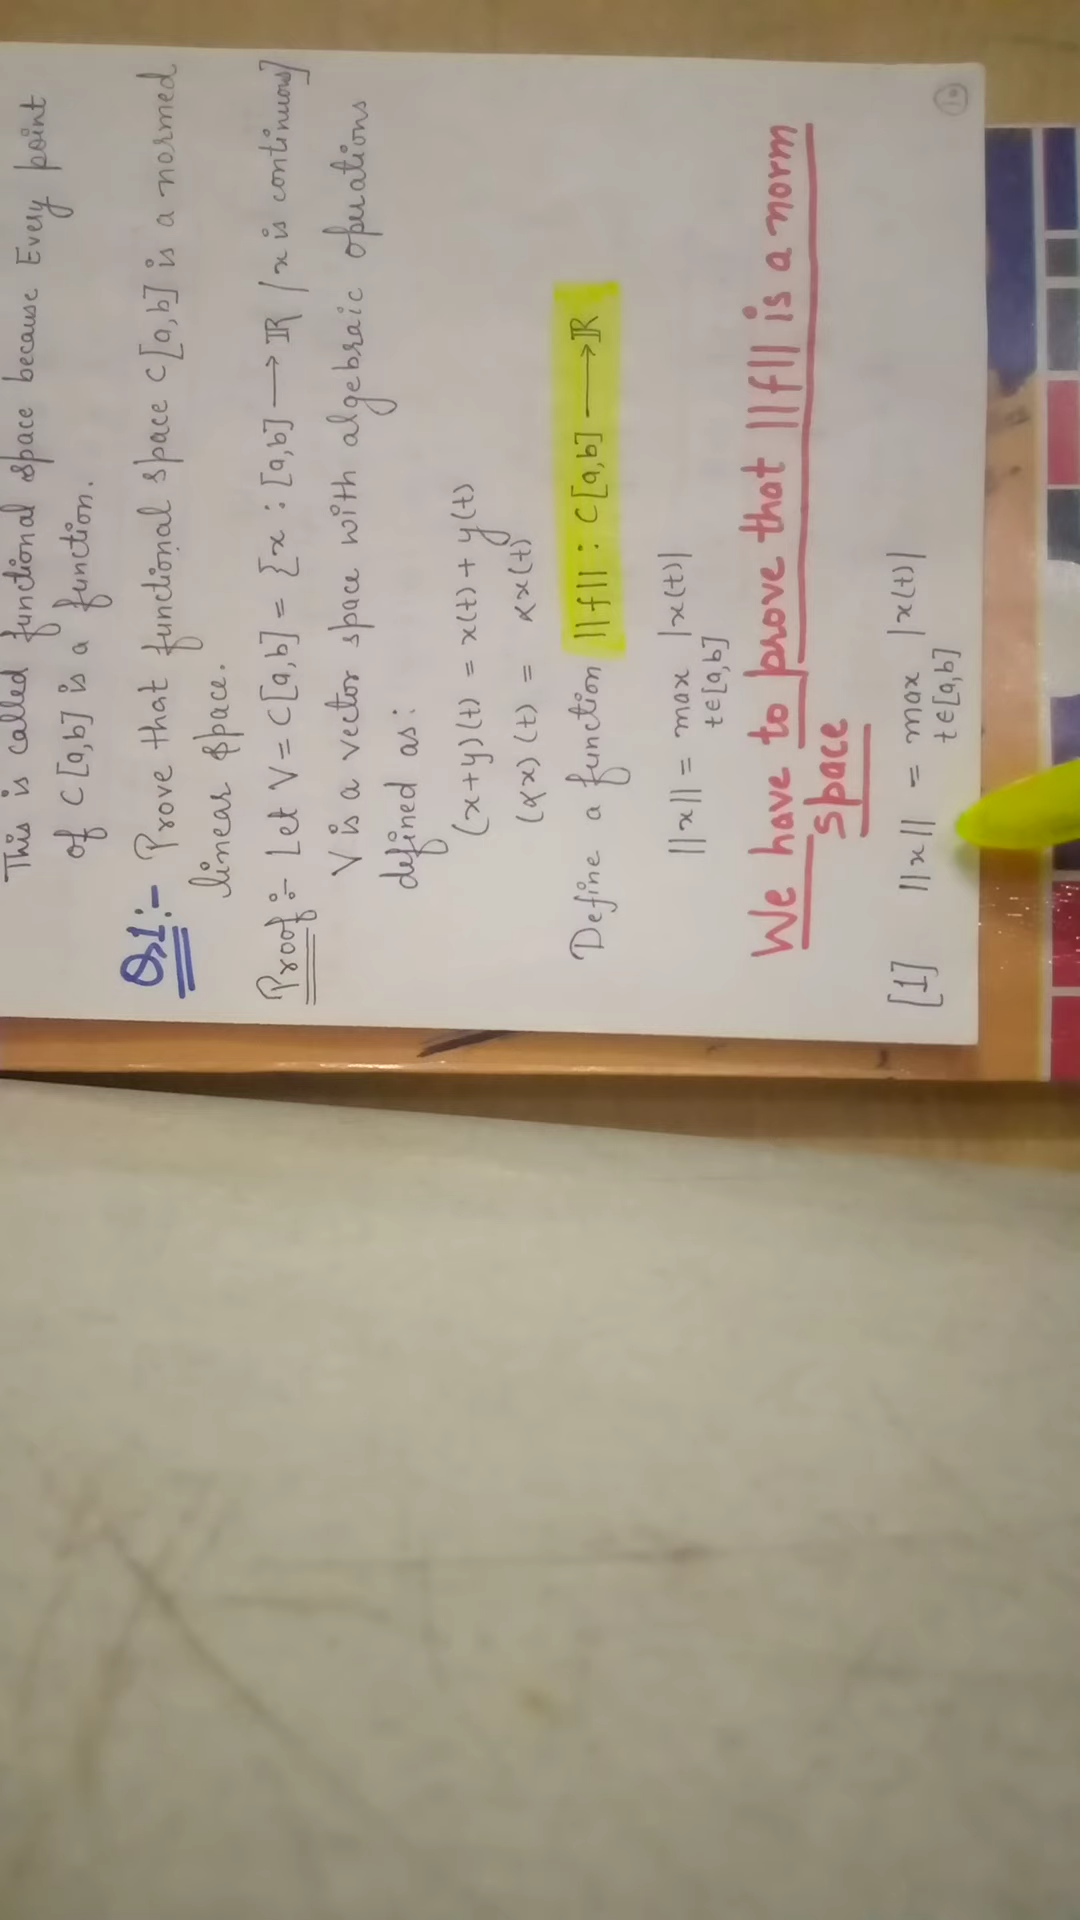 This is called functional space because Every point
of C[a,b] is a function.
Q.1:- Prove that functional space C[a,b] is a normed
linear space.
Proof:- Let V = C[a,b] = {x : [a,b] → ℝ / x is continuous}
V is a vector space with algebraic operations
defined as:
(x+y)(t) = x(t) + y(t)
(αx)(t) = αx(t)
Define a function ||f|| : C[a,b] → ℝ
||x|| = max |x(t)|
t∈[a,b]
We have to prove that ||f|| is a norm
space
[1] ||x|| = max |x(t)|
t∈[a,b]